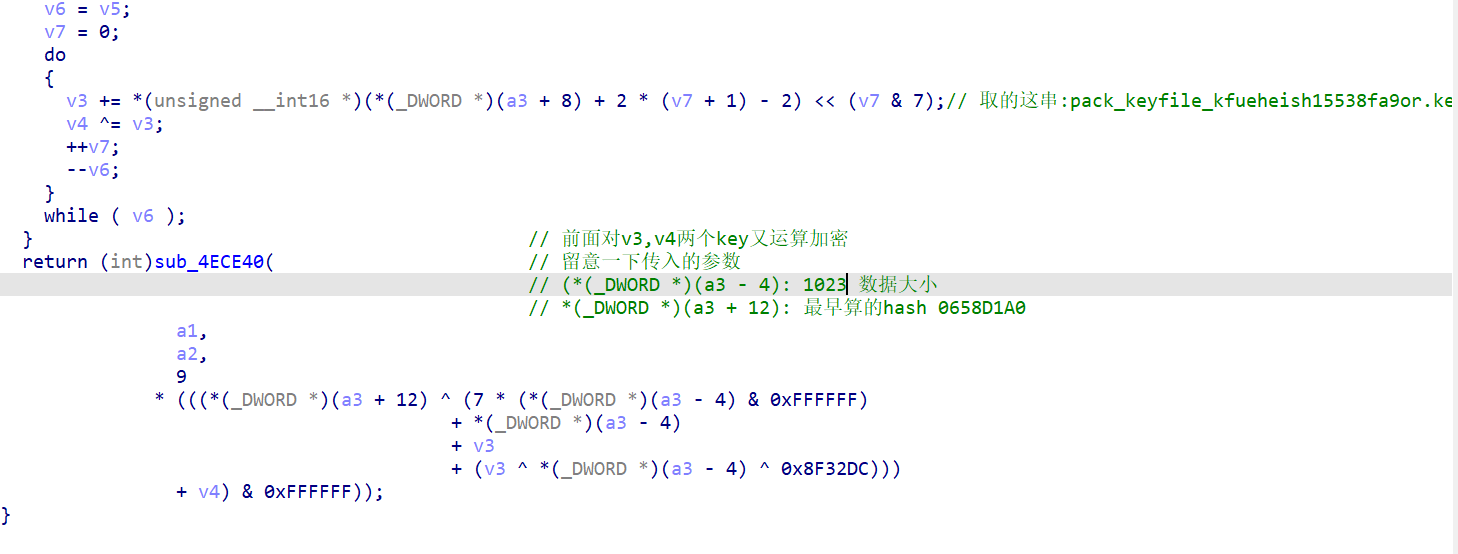 v6 = v5;
v7 = 0;
do
{
v3 += *(unsigned __int16 *)(*(_DWORD *)(a3 + 8) + 2 * (v7 + 1) - 2) << (v7 & 7);// 取的这串:pack_keyfile_kfueheish15538fa9or.ke
v4 ^= v3;
++v7;
--v6;
}
while ( v6 );
} // 前面对v3,v4两个key又运算加密
return (int)sub_4ECE40( // 留意一下传入的参数
// (*(_DWORD *)(a3 - 4): 1023 数据大小
// *(_DWORD *)(a3 + 12): 最早算的hash 0658D1A0
a1,
a2,
9
* (((*(_DWORD *)(a3 + 12) ^ (7 * (*(_DWORD *)(a3 - 4) & 0xFFFFFF)
+ *(_DWORD *)(a3 - 4)
+ v3
+ (v3 ^ *(_DWORD *)(a3 - 4) ^ 0x8F32DC)))
+ v4) & 0xFFFFFF));
}